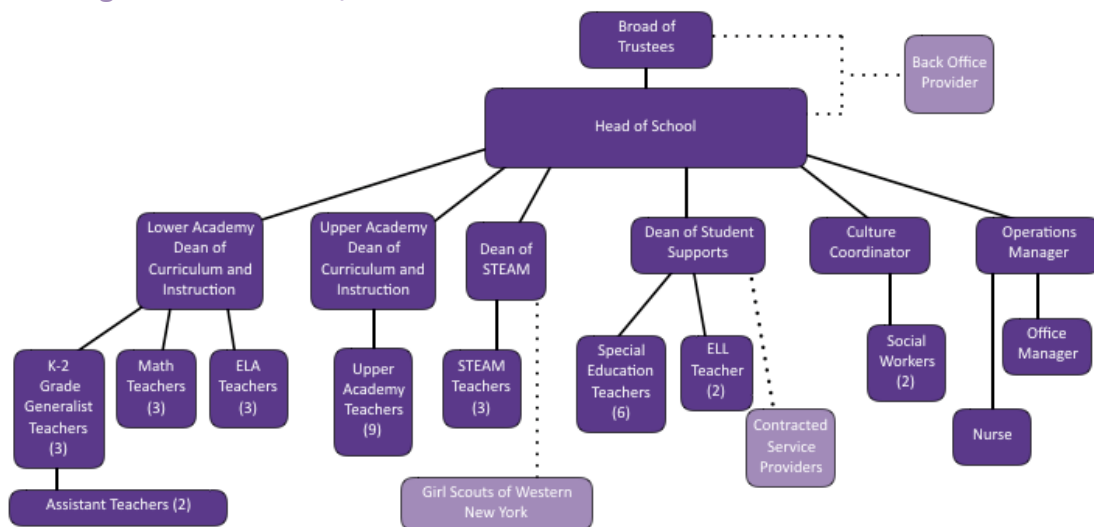 Broad of
Trustees
Back Office
Provider
Head of School
Lower Academy
Dean of
Curriculum and
Instruction
Upper Academy
Dean of
Curriculum and
Instruction
Dean of
STEAM
Dean of Student
Supports
Culture
Coordinator
Operations
Manager
K-2
Grade
Generalist
Teachers
(3)
Math
Teachers
(3)
ELA
Teachers
(3)
Upper
Academy
Teachers
(9)
STEAM
Teachers
(3)
Special
Education
Teachers
(6)
ELL
Teacher
(2)
Contracted
Service
Providers
Social
Workers
(2)
Office
Manager
Nurse
Assistant Teachers (2)
Girl Scouts of Western
New York